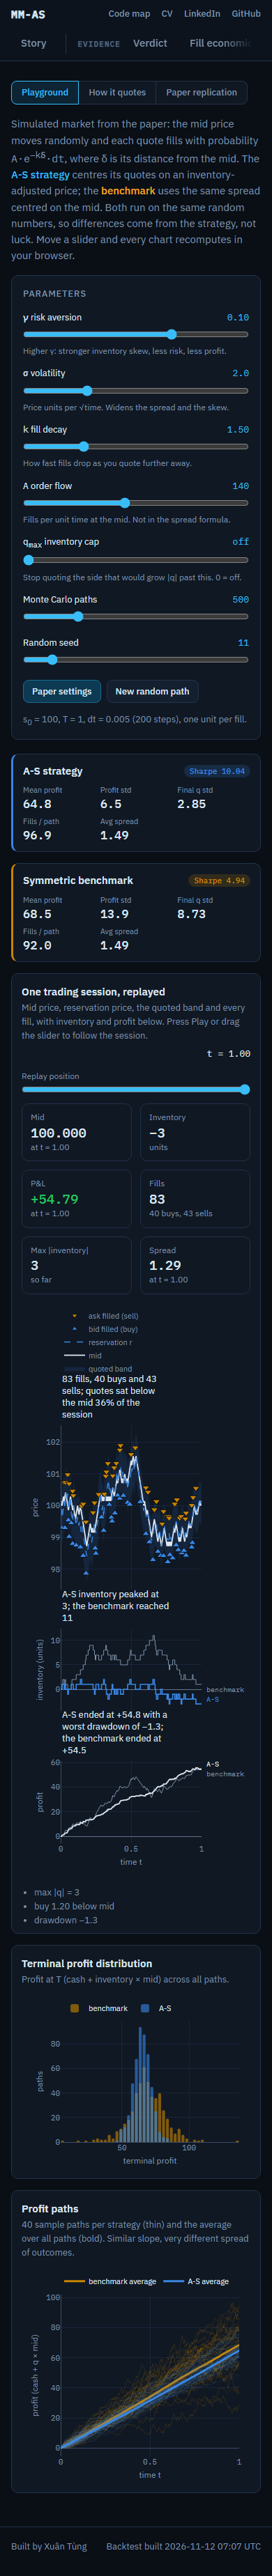 MM-AS
Code map CV LinkedIn GitHub
Story EVIDENCE Verdict Fill economic
Playground How it quotes Paper replication
Simulated market from the paper: the mid price
moves randomly and each quote fills with probability
A·e^−kδ·dt, where δ is its distance from the mid. The
A-S strategy centres its quotes on an inventory-
adjusted price; the benchmark uses the same spread
centred on the mid. Both run on the same random
numbers, so differences come from the strategy, not
luck. Move a slider and every chart recomputes in
your browser.
PARAMETERS
γ risk aversion 0.10
Higher γ: stronger inventory skew, less risk, less profit.
σ volatility 2.0
Price units per √time. Widens the spread and the skew.
k fill decay 1.50
How fast fills drop as you quote further away.
A order flow 140
Fills per unit time at the mid. Not in the spread formula.
qmax inventory cap off
Stop quoting the side that would grow |q| past this. 0 = off.
Monte Carlo paths 500
Random seed 11
Paper settings New random path
s0 = 100, T = 1, dt = 0.005 (200 steps), one unit per fill.
A-S strategy Sharpe 10.04
Mean profit Profit std Final q std
64.8 6.5 2.85
Fills / path Avg spread
96.9 1.49
Symmetric benchmark Sharpe 4.94
Mean profit Profit std Final q std
68.5 13.9 8.73
Fills / path Avg spread
92.0 1.49
One trading session, replayed
Mid price, reservation price, the quoted band and every
fill, with inventory and profit below. Press Play or drag
the slider to follow the session.
t = 1.00
Replay position
Mid Inventory
100.000 −3
at t = 1.00 units
P&L Fills
+54.79 83
at t = 1.00 40 buys, 43 sells
Max |inventory| Spread
3 1.29
so far at t = 1.00
ask filled (sell)
bid filled (buy)
reservation r
mid
quoted band
83 fills, 40 buys and 43
sells; quotes sat below
the mid 36% of the
session
102
101
100
99
98
price
A-S inventory peaked at
3; the benchmark reached
11
10
5
0
inventory (units)
benchmark
A-S
A-S ended at +54.8 with a
worst drawdown of −1.3;
the benchmark ended at
+54.5
60
40
20
0
profit
A-S
benchmark
0 0.5 1
time t
max |q| = 3
buy 1.20 below mid
drawdown −1.3
Terminal profit distribution
Profit at T (cash + inventory × mid) across all paths.
benchmark A-S
80
60
40
20
0
paths
50 100
terminal profit
Profit paths
40 sample paths per strategy (thin) and the average
over all paths (bold). Similar slope, very different spread
of outcomes.
benchmark average A-S average
100
80
60
40
20
0
profit (cash + q × mid)
0 0.5 1
time t
Built by Xuân Tùng Backtest built 2026-11-12 07:07 UTC